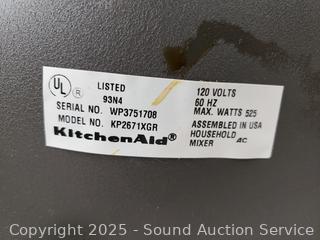 UL ® LISTED
93N4
SERIAL NO. WP3751708
MODEL NO. KP2671XGR
KitchenAid®
120 VOLTS
60 HZ
MAX. WATTS 525
ASSEMBLED IN USA
HOUSEHOLD
MIXER AC
Copyright © 2025 - Sound Auction Service